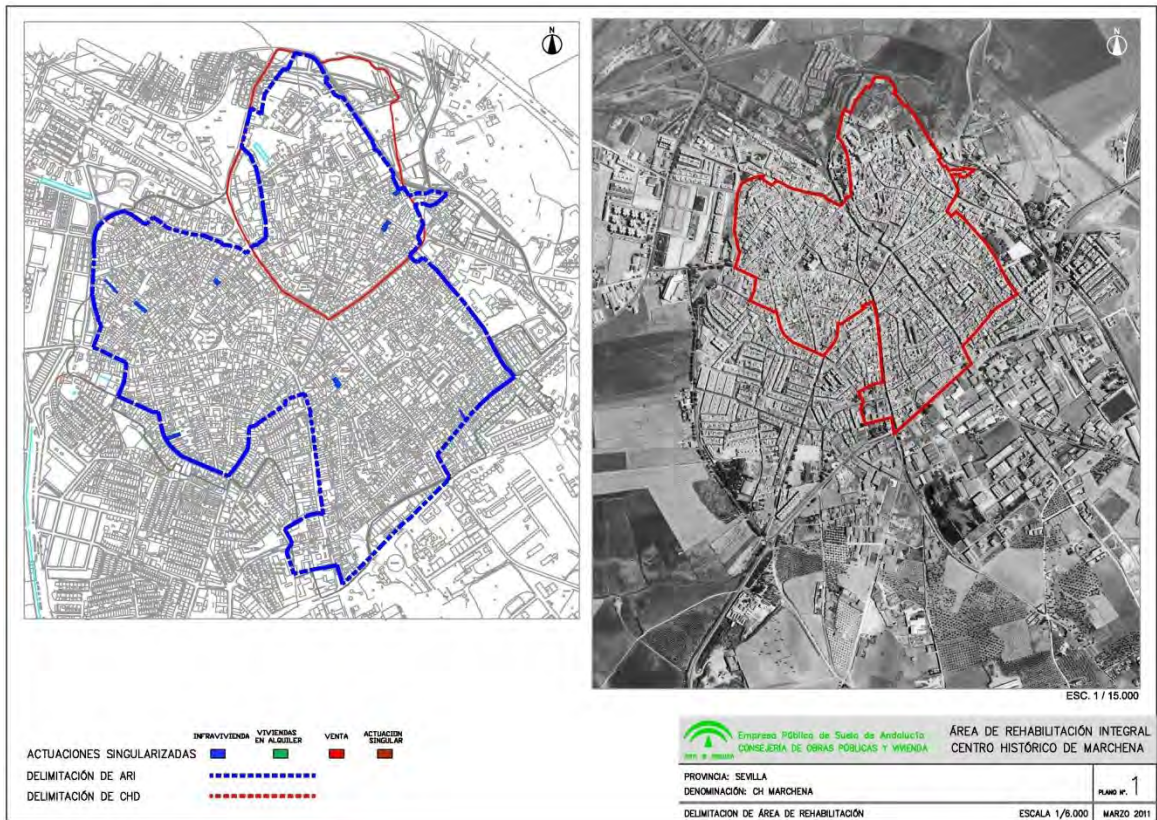 N
N
ESC. 1 / 15.000
INFRAVIVIENDA
VIVIENDAS
EN ALQUILER
VENTA
ACTUACION
SINGULAR
ACTUACIONES SINGULARIZADAS
DELIMITACIÓN DE ARI
DELIMITACIÓN DE CHD
Empresa Pública de Suelo de Andalucía
CONSEJERÍA DE OBRAS PÚBLICAS Y VIVIENDA
JUNTA DE ANDALUCIA
ÁREA DE REHABILITACIÓN INTEGRAL
CENTRO HISTÓRICO DE MARCHENA
PROVINCIA: SEVILLA
DENOMINACIÓN: CH MARCHENA
PLANO Nº. 1
DELIMITACION DE ÁREA DE REHABILITACIÓN
ESCALA 1/6.000
MARZO 2011